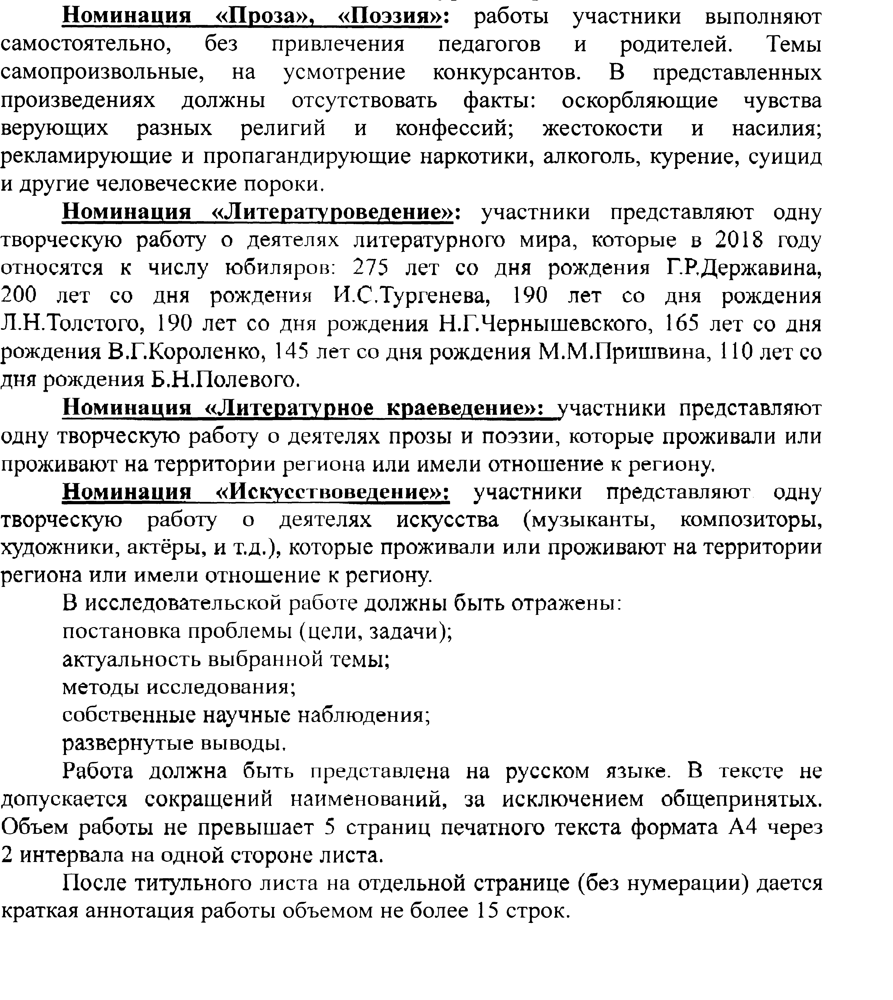 Номинация «Проза», «Поэзия»: работы участники выполняют
самостоятельно, без привлечения педагогов и родителей. Темы
самопроизвольные, на усмотрение конкурсантов. В представленных
произведениях должны отсутствовать факты: оскорбляющие чувства
верующих разных религий и конфессий; жестокости и насилия;
рекламирующие и пропагандирующие наркотики, алкоголь, курение, суицид
и другие человеческие пороки.
Номинация «Литературоведение»: участники представляют одну
творческую работу о деятелях литературного мира, которые в 2018 году
относятся к числу юбиляров: 275 лет со дня рождения Г.Р.Державина,
200 лет со дня рождения И.С.Тургенева, 190 лет со дня рождения
Л.Н.Толстого, 190 лет со дня рождения Н.Г.Чернышевского, 165 лет со дня
рождения В.Г.Короленко, 145 лет со дня рождения М.М.Пришвина, 110 лет со
дня рождения Б.Н.Полевого.
Номинация «Литературное краеведение»: участники представляют
одну творческую работу о деятелях прозы и поэзии, которые проживали или
проживают на территории региона или имели отношение к региону.
Номинация «Искусствоведение»: участники представляют одну
творческую работу о деятелях искусства (музыканты, композиторы,
художники, актёры, и т.д.), которые проживали или проживают на территории
региона или имели отношение к региону.
В исследовательской работе должны быть отражены:
постановка проблемы (цели, задачи);
актуальность выбранной темы;
методы исследования;
собственные научные наблюдения;
развернутые выводы.
Работа должна быть представлена на русском языке. В тексте не
допускается сокращений наименований, за исключением общепринятых.
Объем работы не превышает 5 страниц печатного текста формата А4 через
2 интервала на одной стороне листа.
После титульного листа на отдельной странице (без нумерации) дается
краткая аннотация работы объемом не более 15 строк.